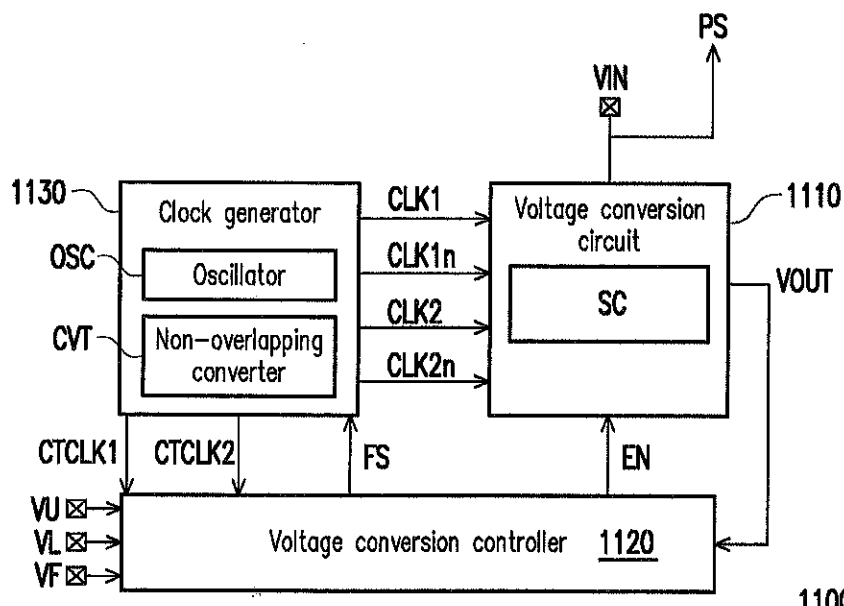 PS
VIN
1130
Clock generator
OSC
Oscillator
CVT
Non-overlapping
converter
CLK1
CLK1n
CLK2
CLK2n
Voltage conversion
circuit
SC
1110
VOUT
CTCLK1
CTCLK2
FS
EN
VU
VL
VF
Voltage conversion controller 1120